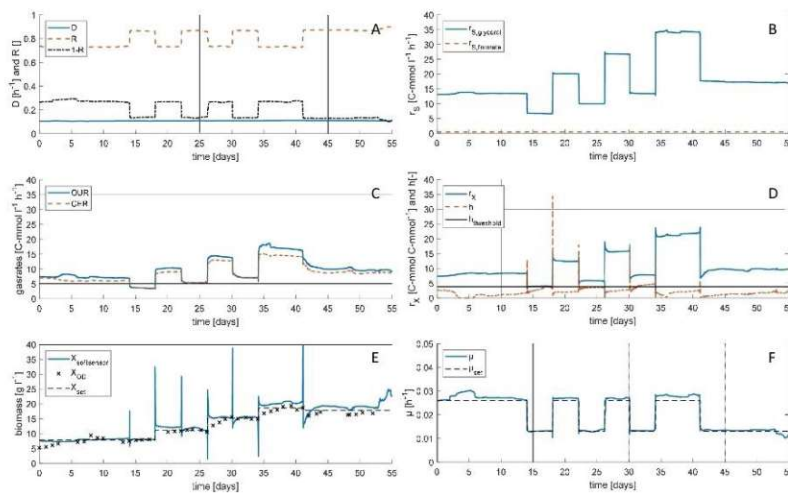 A
D
R
1-R
D [h⁻¹] and R []
1
0.8
0.6
0.4
0.2
0
0 5 10 15 20 25 30 35 40 45 50 55
time [days]
B
r_S,glycerol
r_S,formate
r_S [C-mmol l⁻¹ h⁻¹]
35
30
25
20
15
10
5
0
0 5 10 15 20 25 30 35 40 45 50 55
time [days]
C
OUR
CER
gasrates [C-mmol l⁻¹ h⁻¹]
35
30
25
20
15
10
5
0
0 5 10 15 20 25 30 35 40 45 50 55
time [days]
D
r_X
h
h_threshold
r_X [C-mmol C-mmol⁻¹] and h[-]
35
30
25
20
15
10
5
0
0 5 10 15 20 25 30 35 40 45 50 55
time [days]
E
X_softsensor
X_OD
X_set
biomass [g l⁻¹]
40
30
20
10
0
0 5 10 15 20 25 30 35 40 45 50 55
time [days]
F
μ
μ_set
μ [h⁻¹]
0.05
0.04
0.03
0.02
0.01
0
0 5 10 15 20 25 30 35 40 45 50 55
time [days]